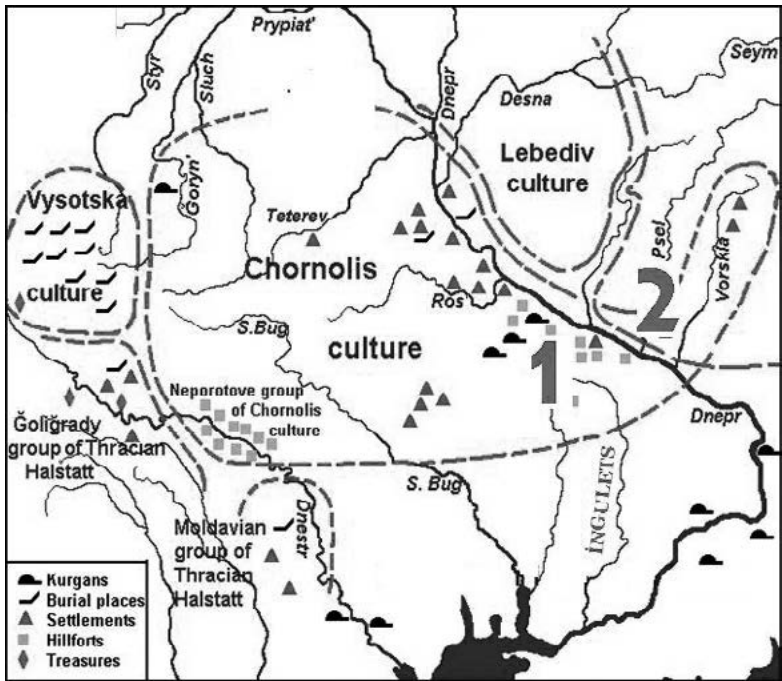 Prypiat'
Styr
Sluch
Dnepr
Desna
Seym
Lebediv
culture
Goryn'
Vysotska
culture
Teterev
Chornolis
culture
Psel
Vorskla
2
Ros
S.Bug
1
Neporotove group
of Chornolis
culture
Ğoliğrady
group of Thracian
Halstatt
Dnepr
S. Bug
İNGULETS
Dnestr
Moldavian
group of
Thracian
Halstatt
Kurgans
Burial places
Settlements
Hillforts
Treasures